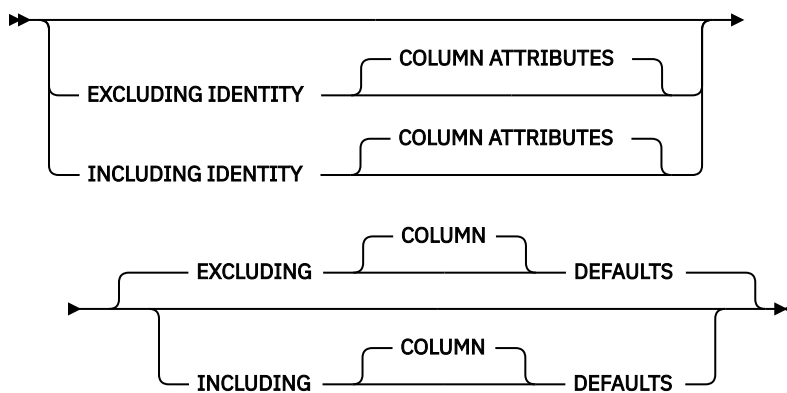 COLUMN ATTRIBUTES
EXCLUDING IDENTITY
COLUMN ATTRIBUTES
INCLUDING IDENTITY
COLUMN
EXCLUDING DEFAULTS
COLUMN
INCLUDING DEFAULTS